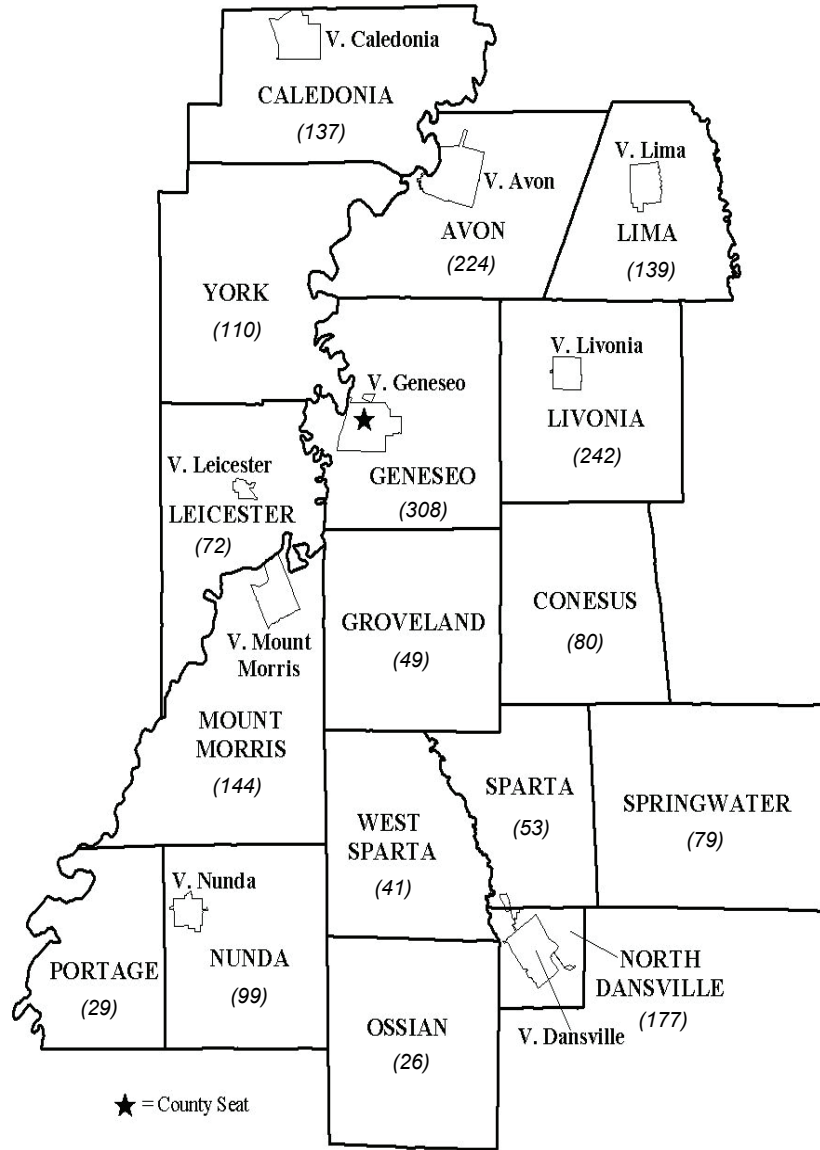 V. Caledonia
CALEDONIA
(137)
V. Lima
V. Avon
AVON
(224)
LIMA
(139)
YORK
(110)
V. Livonia
LIVONIA
(242)
V. Geneseo
GENESEO
(308)
V. Leicester
LEICESTER
(72)
CONESUS
(80)
GROVELAND
(49)
V. Mount
Morris
MOUNT
MORRIS
(144)
SPARTA
(53)
SPRINGWATER
(79)
WEST
SPARTA
(41)
V. Nunda
NUNDA
(99)
PORTAGE
(29)
NORTH
DANSVILLE
(177)
V. Dansville
OSSIAN
(26)
= County Seat